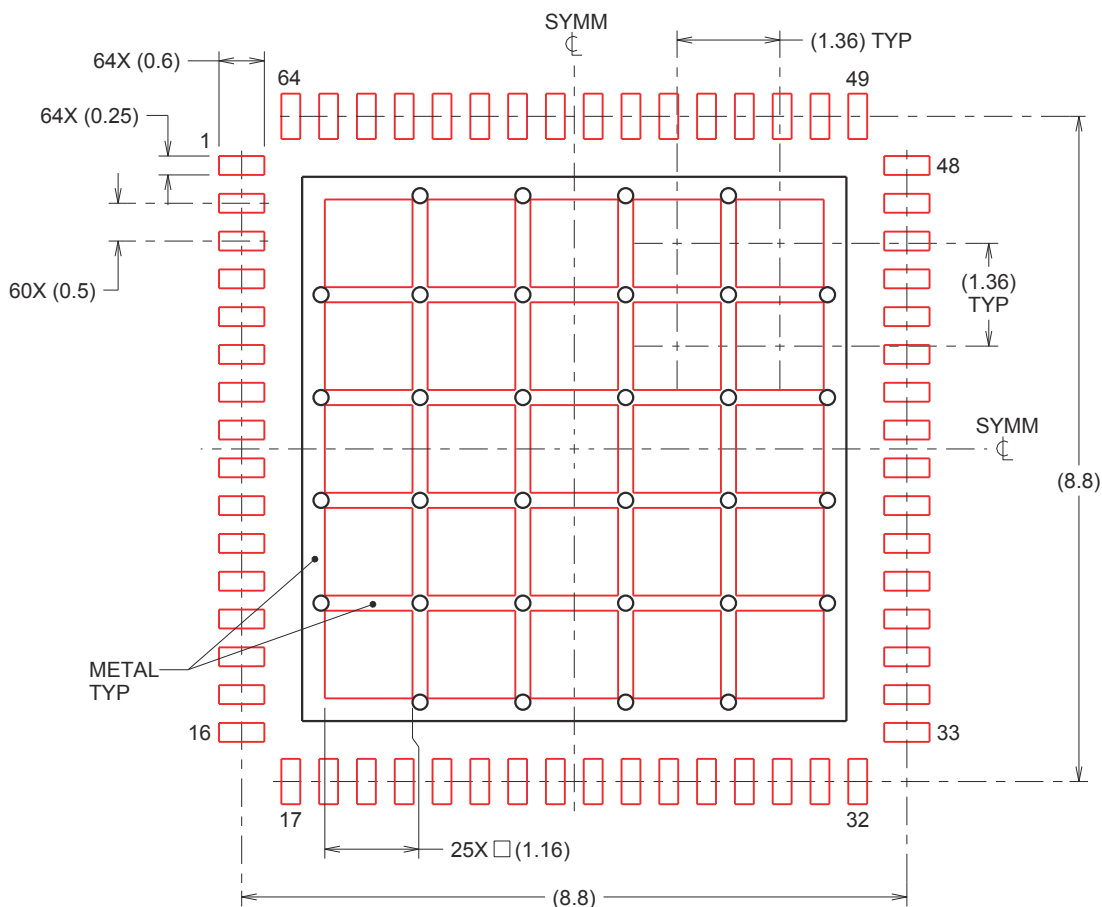 SYMM
℄
(1.36) TYP
64X (0.6)
64
49
64X (0.25)
1
48
60X (0.5)
(1.36)
TYP
SYMM
℄
(8.8)
METAL
TYP
16
33
17
32
25X □ (1.16)
(8.8)